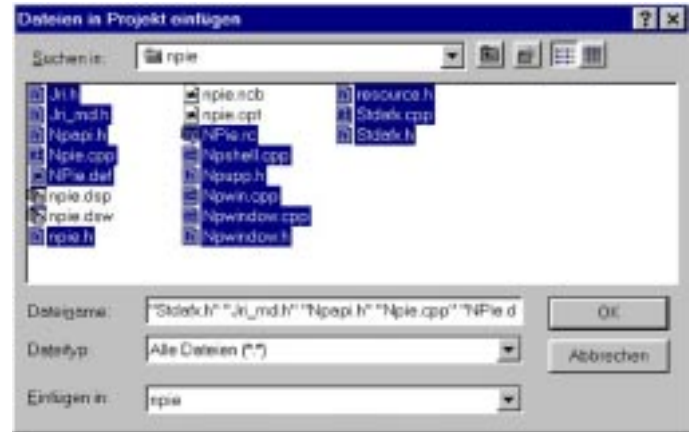 Dateien in Projekt einfügen
Suchen in: npie
Jri.h
Jri_md.h
Npapi.h
Npie.cpp
NPie.def
npie.dsp
npie.dsw
npie.h
npie.ncb
npie.opt
NPie.rc
Npshell.cpp
Npupp.h
Npwin.cpp
Npwindow.cpp
Npwindow.h
resource.h
Stdafx.cpp
Stdafx.h
Dateiname: "Stdafx.h" "Jri_md.h" "Npapi.h" "Npie.cpp" "NPie.d
OK
Dateityp: Alle Dateien (*.*)
Abbrechen
Einfügen in: npie